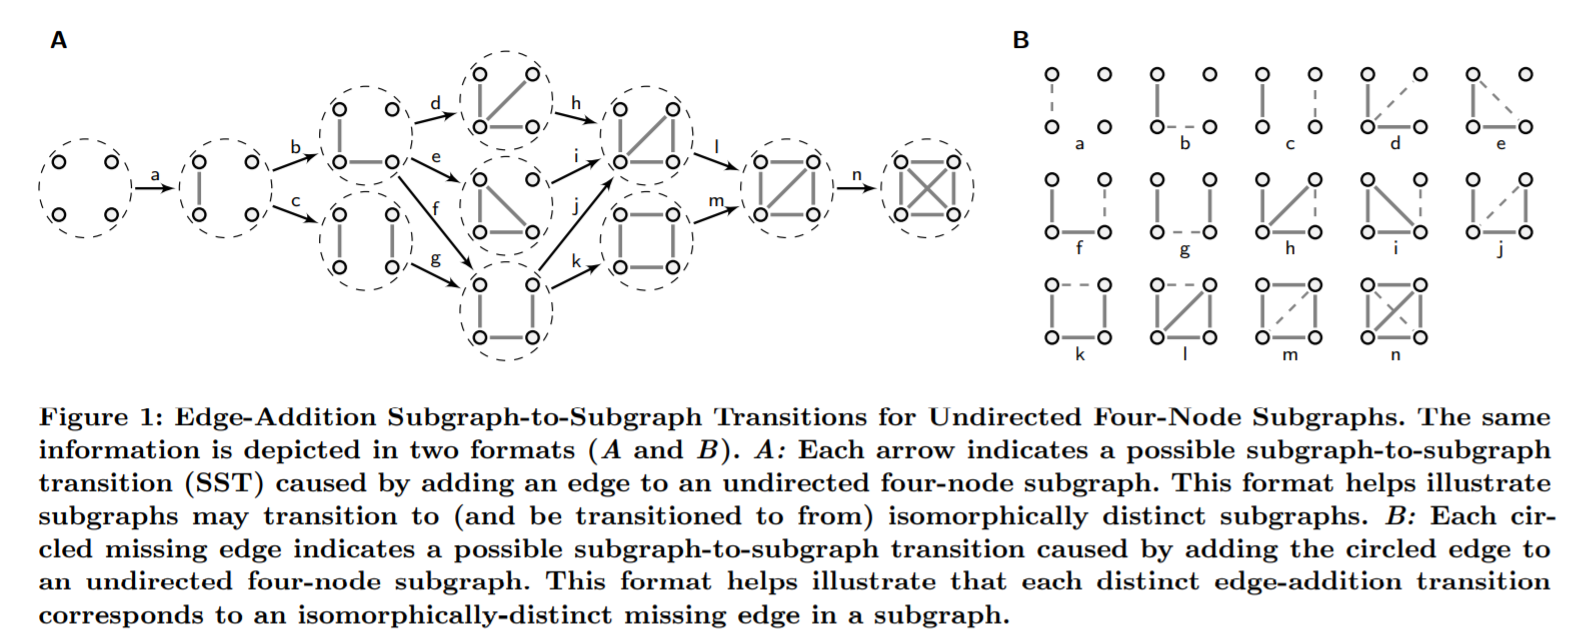 A
B
a
b
c
d
e
f
g
h
i
j
k
l
m
n
a
b
c
d
e
f
g
h
i
j
k
l
m
n
Figure 1: Edge-Addition Subgraph-to-Subgraph Transitions for Undirected Four-Node Subgraphs. The same
information is depicted in two formats (A and B). A: Each arrow indicates a possible subgraph-to-subgraph
transition (SST) caused by adding an edge to an undirected four-node subgraph. This format helps illustrate
subgraphs may transition to (and be transitioned to from) isomorphically distinct subgraphs. B: Each cir-
cled missing edge indicates a possible subgraph-to-subgraph transition caused by adding the circled edge to
an undirected four-node subgraph. This format helps illustrate that each distinct edge-addition transition
corresponds to an isomorphically-distinct missing edge in a subgraph.